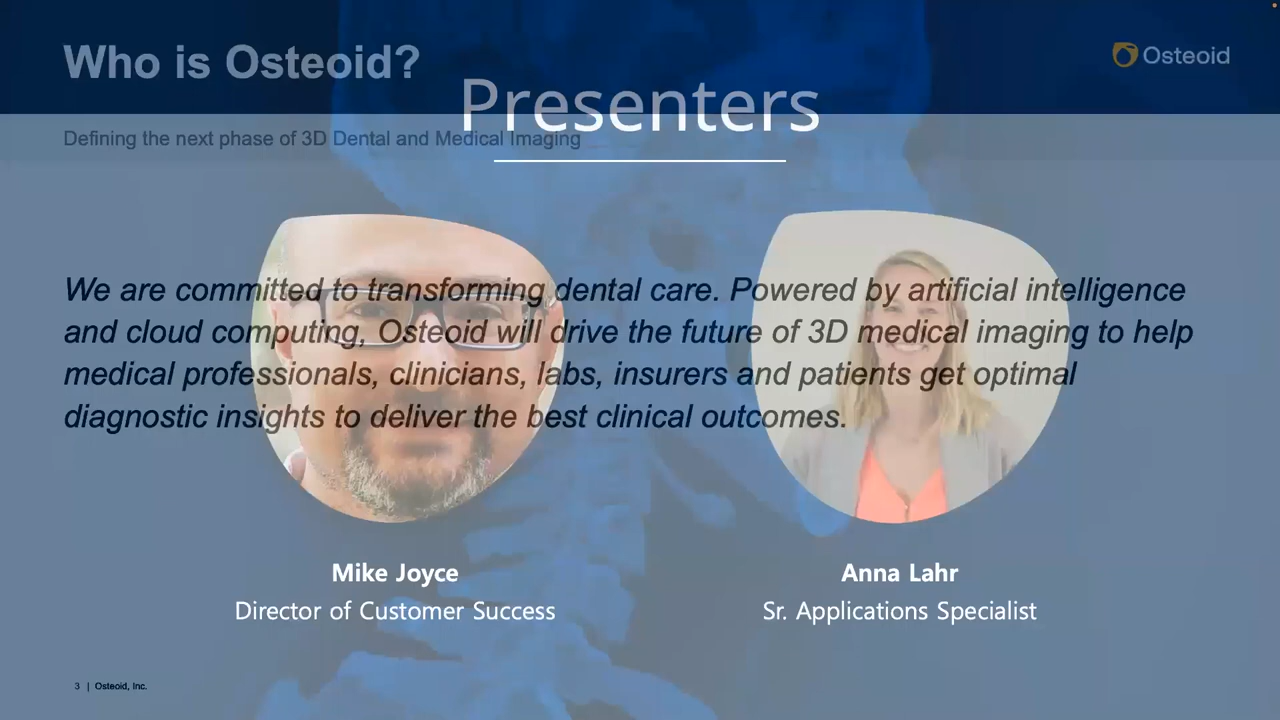 Who is Osteoid?
Osteoid
Presenters
Defining the next phase of 3D Dental and Medical Imaging
We are committed to transforming dental care. Powered by artificial intelligence
and cloud computing, Osteoid will drive the future of 3D medical imaging to help
medical professionals, clinicians, labs, insurers and patients get optimal
diagnostic insights to deliver the best clinical outcomes.
Mike Joyce
Director of Customer Success
Anna Lahr
Sr. Applications Specialist
3 | Osteoid, Inc.